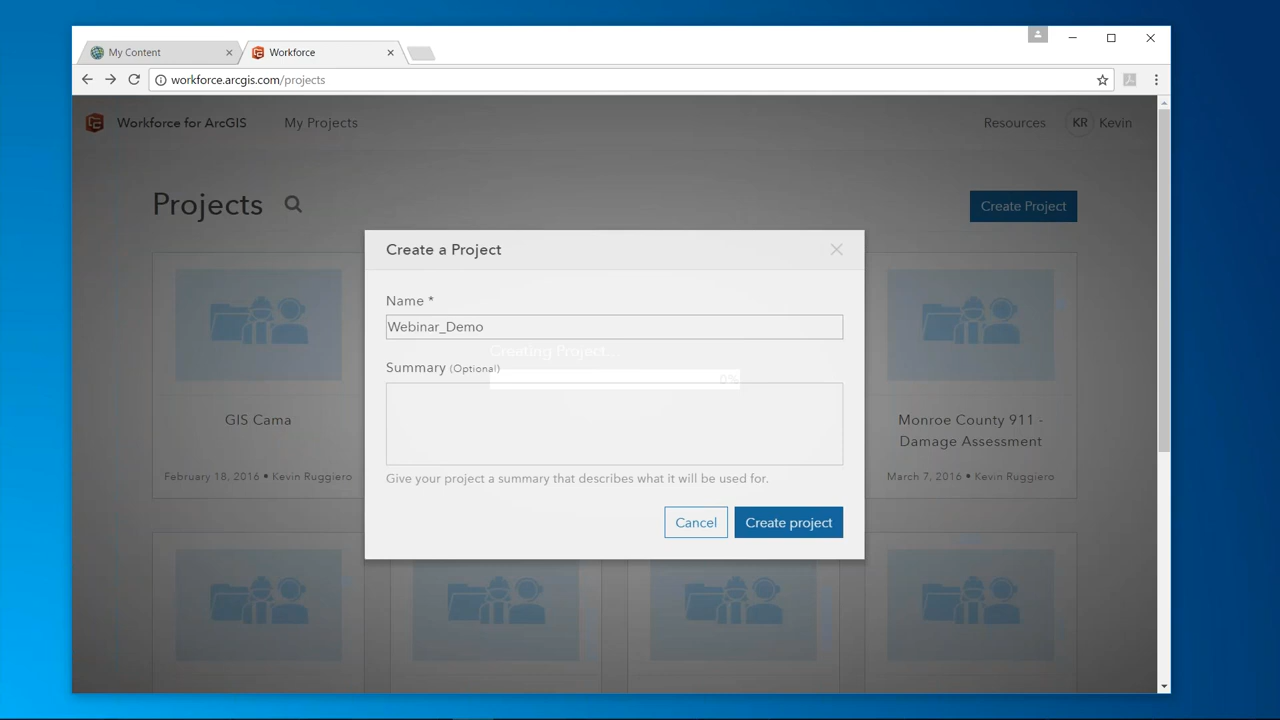 My Content
Workforce
workforce.arcgis.com/projects
Workforce for ArcGIS
My Projects
Resources
KR
Kevin
Projects
Create Project
Create a Project
Name *
Webinar_Demo
Creating Project...
Summary (Optional)
0%
Give your project a summary that describes what it will be used for.
Cancel
Create project
GIS Cama
February 18, 2016 • Kevin Ruggiero
Monroe County 911 -
Damage Assessment
March 7, 2016 • Kevin Ruggiero